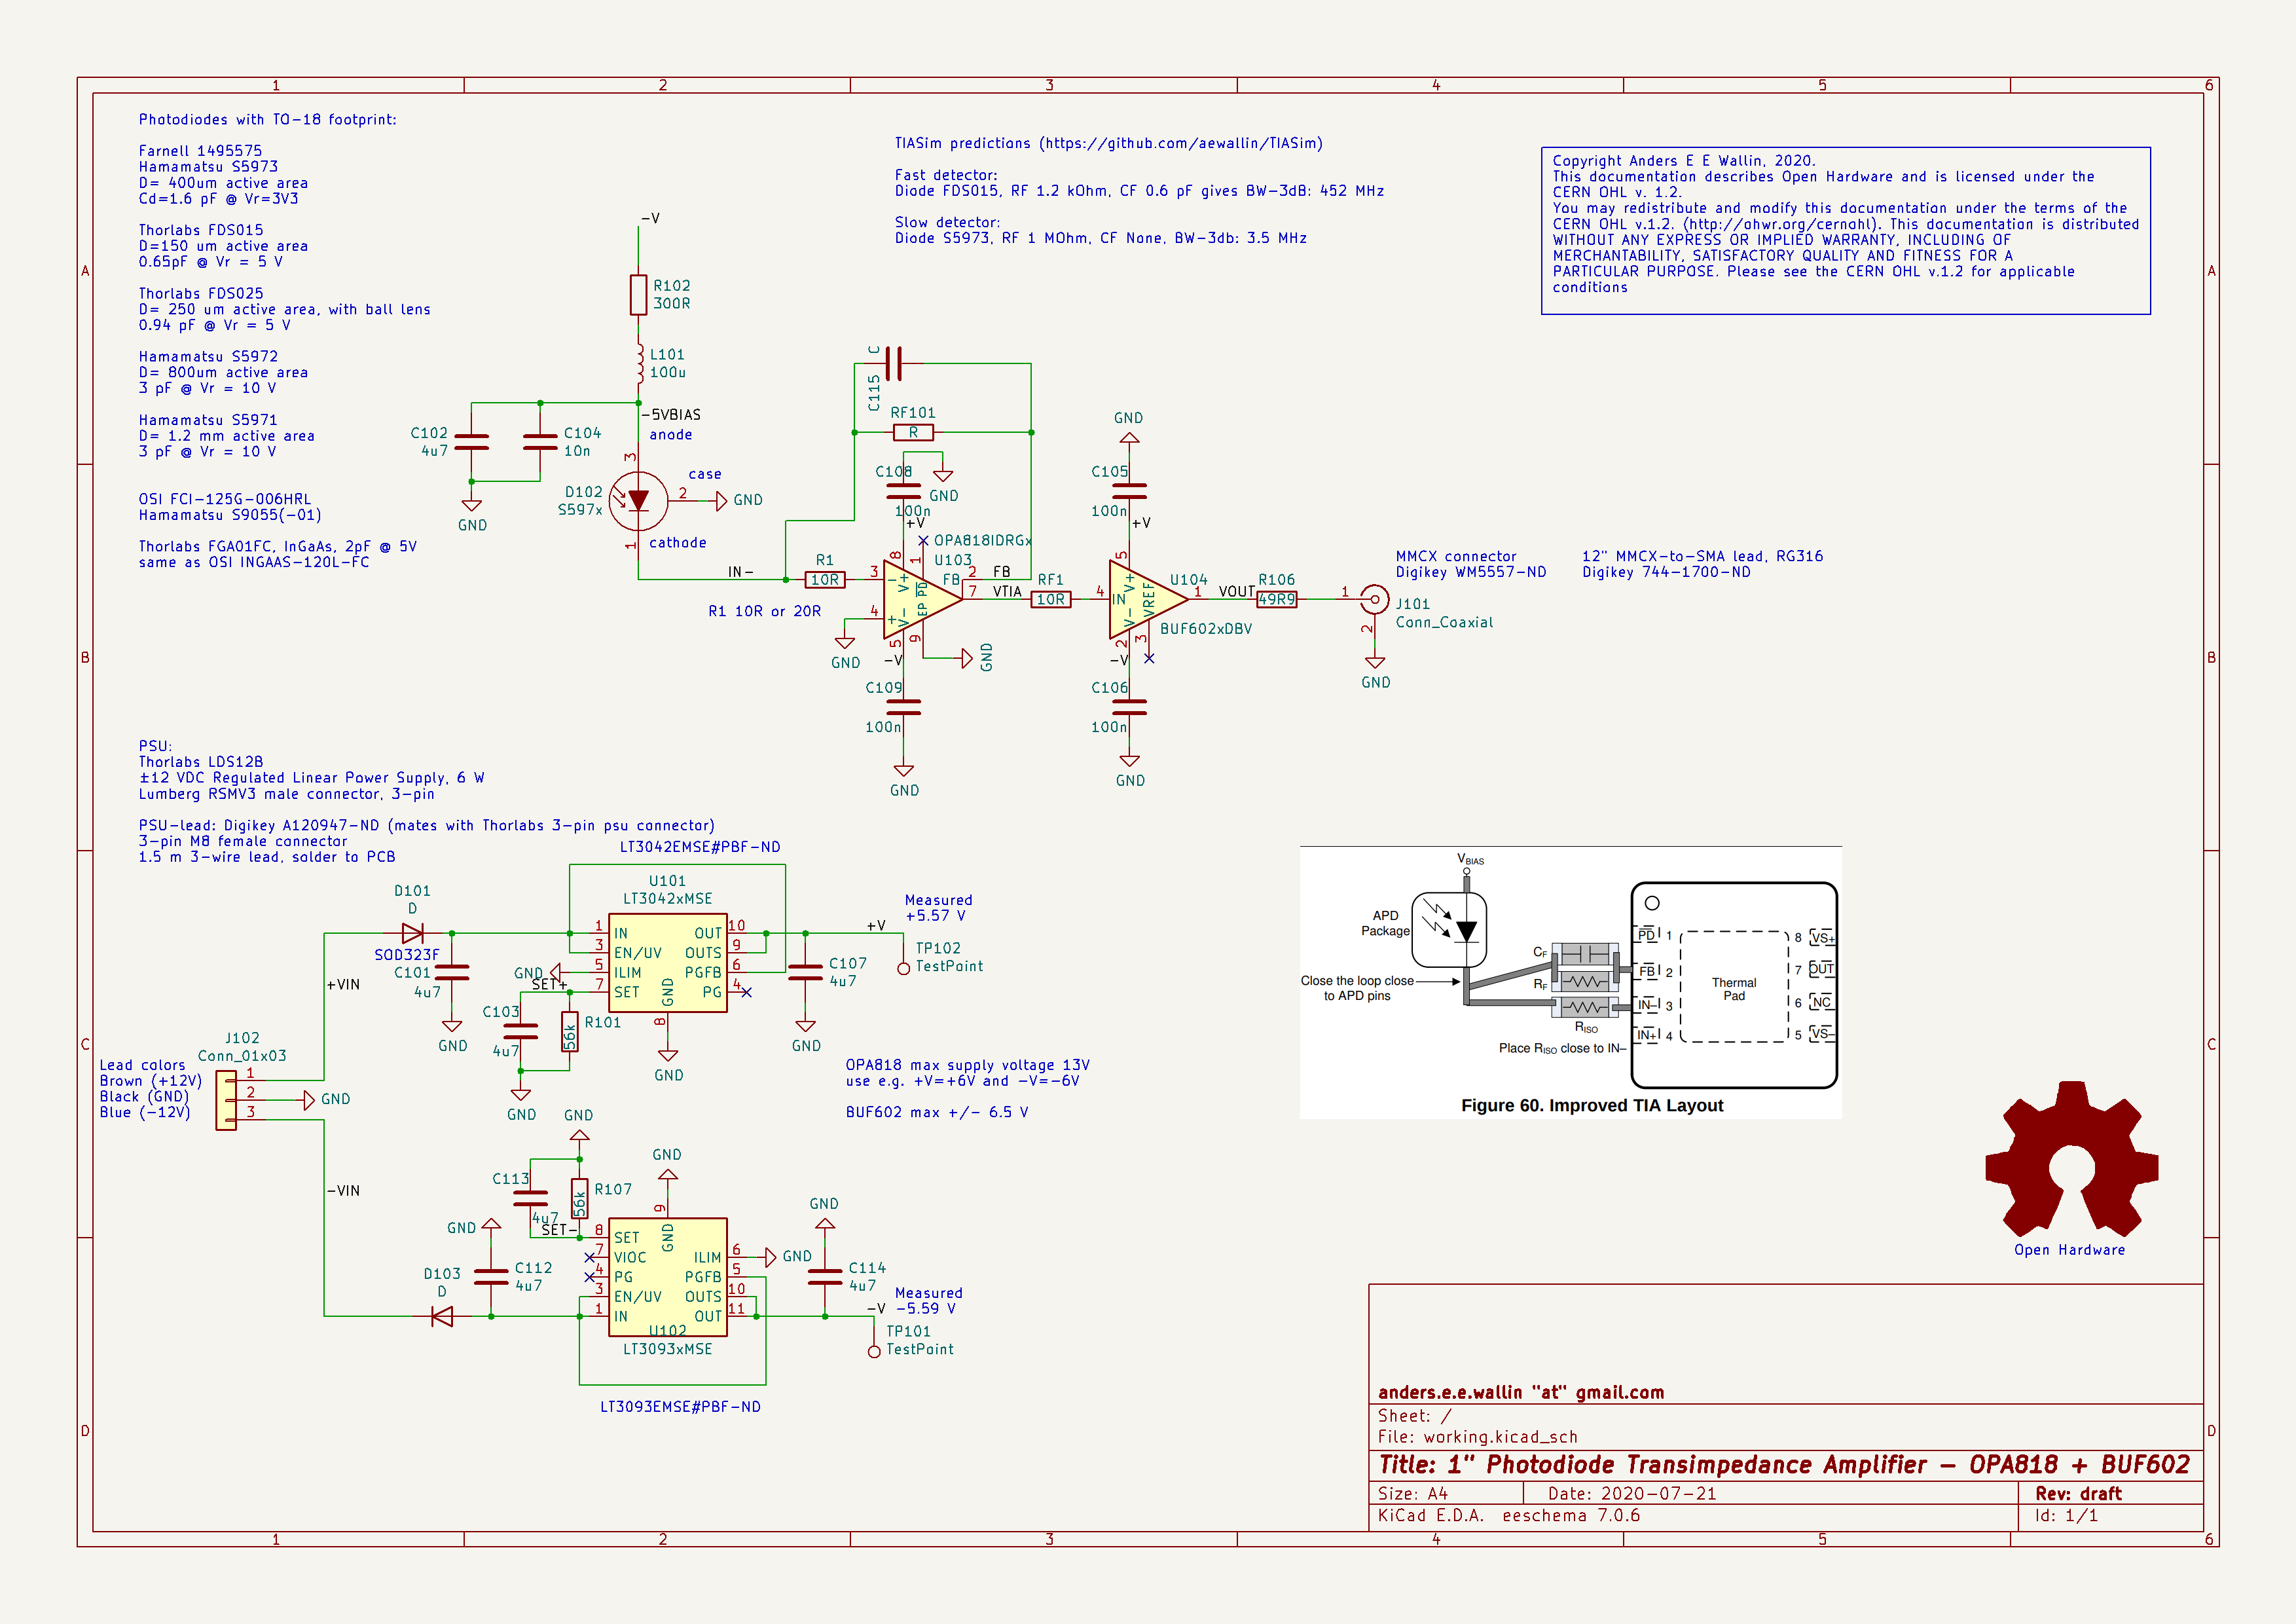 1 2 3 4 5 6
Photodiodes with TO-18 footprint:
Farnell 1495575
Hamamatsu S5973
D= 400um active area
Cd=1.6 pF @ Vr=3V3
Thorlabs FDS015
D=150 um active area
0.65pF @ Vr = 5 V
Thorlabs FDS025
D= 250 um active area, with ball lens
0.94 pF @ Vr = 5 V
Hamamatsu S5972
D= 800um active area
3 pF @ Vr = 10 V
Hamamatsu S5971
D= 1.2 mm active area
3 pF @ Vr = 10 V
OSI FCI-125G-006HRL
Hamamatsu S9055(-01)
Thorlabs FGA01FC, InGaAs, 2pF @ 5V
same as OSI INGAAS-120L-FC
TIASim predictions (https://github.com/aewallin/TIASim)
Fast detector:
Diode FDS015, RF 1.2 kOhm, CF 0.6 pF gives BW-3dB: 452 MHz
Slow detector:
Diode S5973, RF 1 MOhm, CF None, BW-3db: 3.5 MHz
Copyright Anders E E Wallin, 2020.
This documentation describes Open Hardware and is licensed under the
CERN OHL v. 1.2.
You may redistribute and modify this documentation under the terms of the
CERN OHL v.1.2. (http://ohwr.org/cernohl). This documentation is distributed
WITHOUT ANY EXPRESS OR IMPLIED WARRANTY, INCLUDING OF
MERCHANTABILITY, SATISFACTORY QUALITY AND FITNESS FOR A
PARTICULAR PURPOSE. Please see the CERN OHL v.1.2 for applicable
conditions
A
A
-V
R102
300R
L101
100u
-5VBIAS
anode
C102
4u7
C104
10n
GND
3
case
2
GND
D102
S597x
1
cathode
IN-
R1
10R
R1 10R or 20R
C
C115
RF101
R
C108
100n
GND
+V
OPA818IDRGx
U103
8
1
3
4
V+
PD
FB
2
FB
7
VTIA
V-
EP
5
9
-V
GND
GND
C109
100n
GND
RF1
10R
GND
C105
100n
+V
5
4
IN
V+
VREF
V-
U104
1
BUF602xDBV
2
3
-V
C106
100n
GND
VOUT
R106
49R9
1
J101
Conn_Coaxial
2
GND
MMCX connector
Digikey WM5557-ND
12" MMCX-to-SMA lead, RG316
Digikey 744-1700-ND
B
B
PSU:
Thorlabs LDS12B
±12 VDC Regulated Linear Power Supply, 6 W
Lumberg RSMV3 male connector, 3-pin
PSU-lead: Digikey A120947-ND (mates with Thorlabs 3-pin psu connector)
3-pin M8 female connector
1.5 m 3-wire lead, solder to PCB
LT3042EMSE#PBF-ND
D101
D
SOD323F
C101
4u7
GND
+VIN
U101
LT3042xMSE
1 IN OUT 10
3 EN/UV OUTS 9
5 ILIM PGFB 6
7 SET PG 4
GND
8
GND
GND
SET+
C103
4u7
R101
56k
GND
+V
Measured
+5.57 V
TP102
TestPoint
C107
4u7
GND
J102
Conn_01x03
Lead colors
Brown (+12V)
Black (GND)
Blue (-12V)
1
2
3
GND
OPA818 max supply voltage 13V
use e.g. +V=+6V and -V=-6V
BUF602 max +/- 6.5 V
-VIN
GND
C113
4u7
R107
56k
SET-
GND
9
GND
8 SET
7 VIOC ILIM 6
4 PG PGFB 5
3 EN/UV OUTS 10
1 IN OUT 11
U102
LT3093xMSE
LT3093EMSE#PBF-ND
GND
GND
C112
4u7
D103
D
GND
C114
4u7
-V
Measured
-5.59 V
TP101
TestPoint
VBIAS
APD
Package
Close the loop close
to APD pins
CF
RF
RISO
Place RISO close to IN–
PD 1
FB 2
IN– 3
IN+ 4
Thermal
Pad
8 VS+
7 OUT
6 NC
5 VS–
Figure 60. Improved TIA Layout
Open Hardware
C
C
D
D
anders.e.e.wallin "at" gmail.com
Sheet: /
File: working.kicad_sch
Title: 1" Photodiode Transimpedance Amplifier - OPA818 + BUF602
Size: A4
Date: 2020-07-21
Rev: draft
KiCad E.D.A. eeschema 7.0.6
Id: 1/1
1 2 3 4 5 6